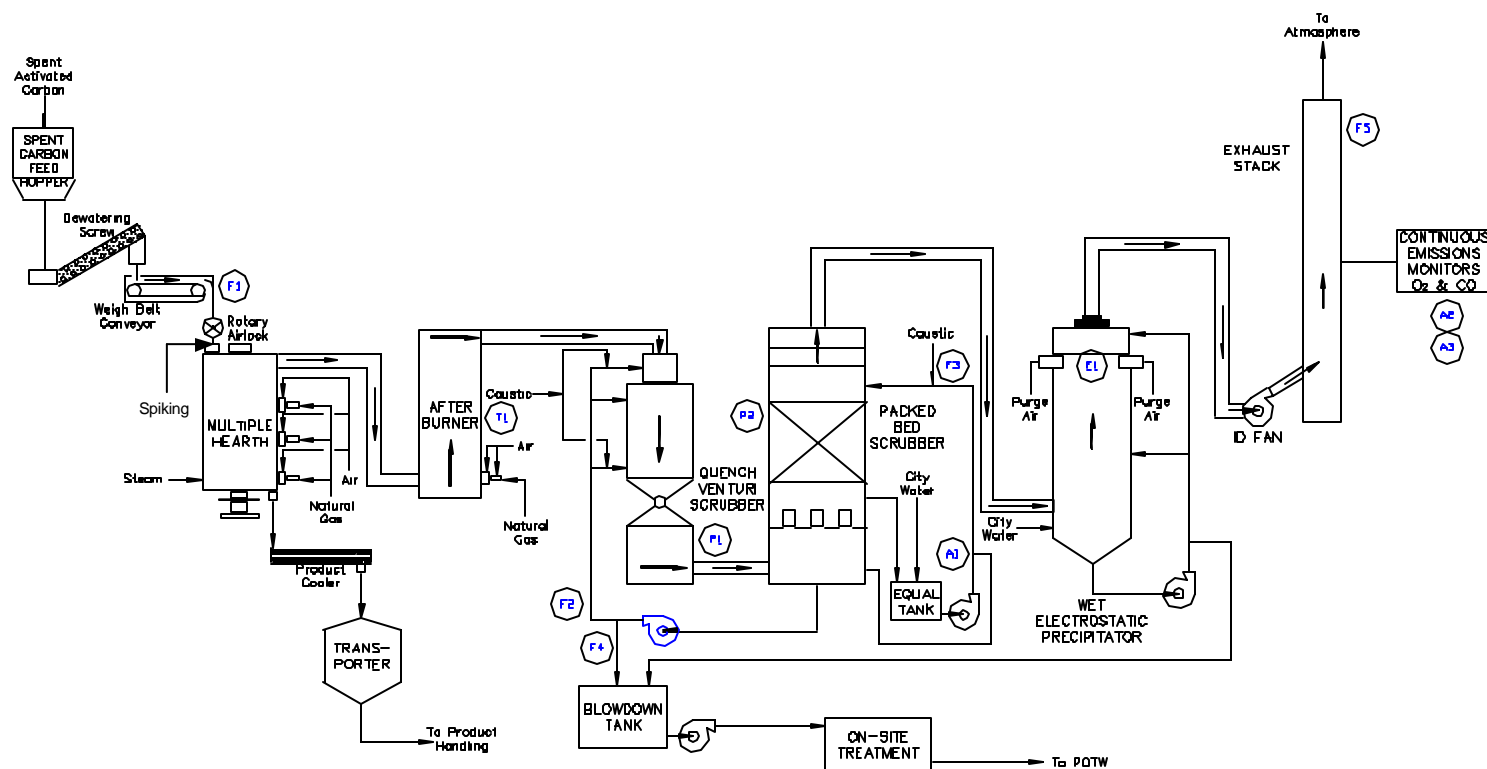 To
Atmosphere
Spent
Activated
Carbon
SPENT
CARBON
FEED
HOPPER
F5
EXHAUST
STACK
Dewatering
Screw
CONTINUOUS
EMISSIONS
MONITORS
O2 & CO
F1
Weigh Belt
Conveyor
Rotary
Airlock
A2
A3
Caustic
F3
E1
Spiking
Caustic
AFTER
BURNER
T1
P2
PACKED
BED
SCRUBBER
Purge
Air
Purge
Air
MULTIPLE
HEARTH
Air
ID FAN
Steam
Air
QUENCH
VENTURI
SCRUBBER
City
Water
Natural
Gas
Natural
Gas
City
Water
P1
A1
Product
Cooler
EQUAL
TANK
F2
WET
ELECTROSTATIC
PRECIPITATOR
F4
TRANS-
PORTER
BLOWDOWN
TANK
To Product
Handling
ON-SITE
TREATMENT
To POTW